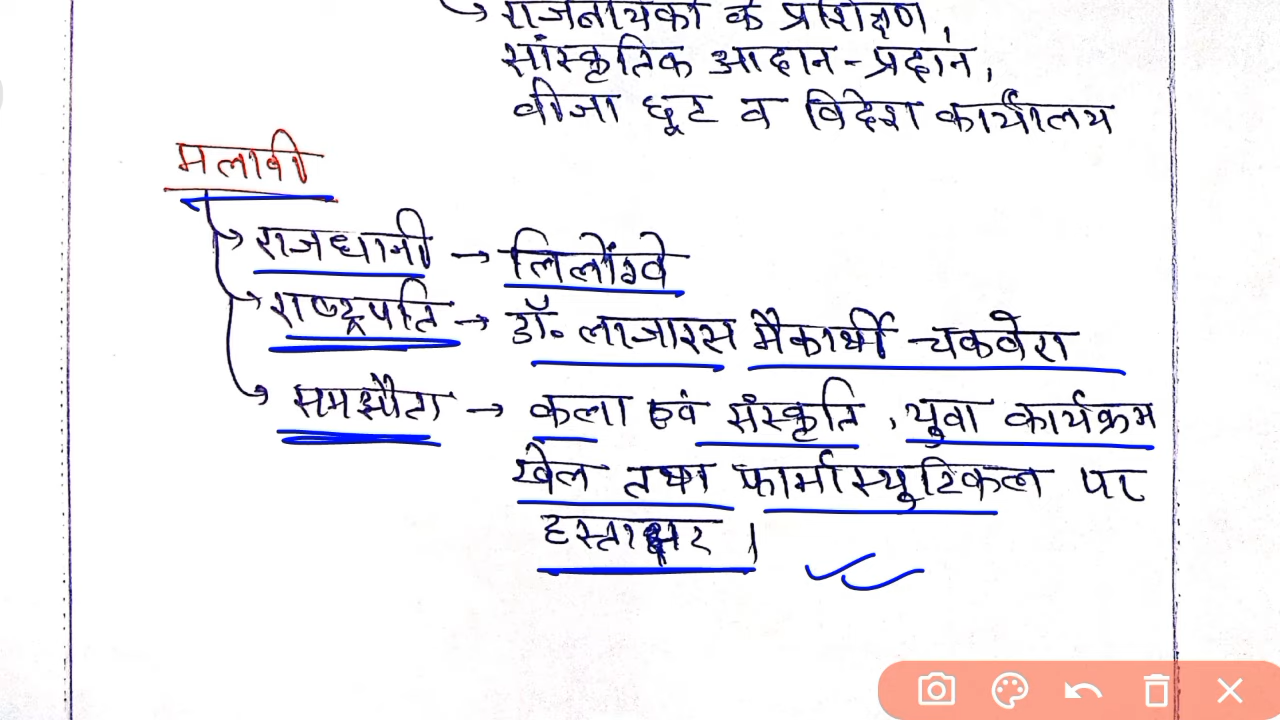 राजनायिकों के प्रशिक्षण,
सांस्कृतिक आदान-प्रदान,
वीजा छूट व विदेश कार्यालय
मलावी
राजधानी → लिलोंग्वे
राष्ट्रपति → डॉ. लाजारस मैकार्थी चकवेरा
समझौता → कला एवं संस्कृति, युवा कार्यक्रम
खेल तथा फार्मास्युटिकल पर
हस्ताक्षर।